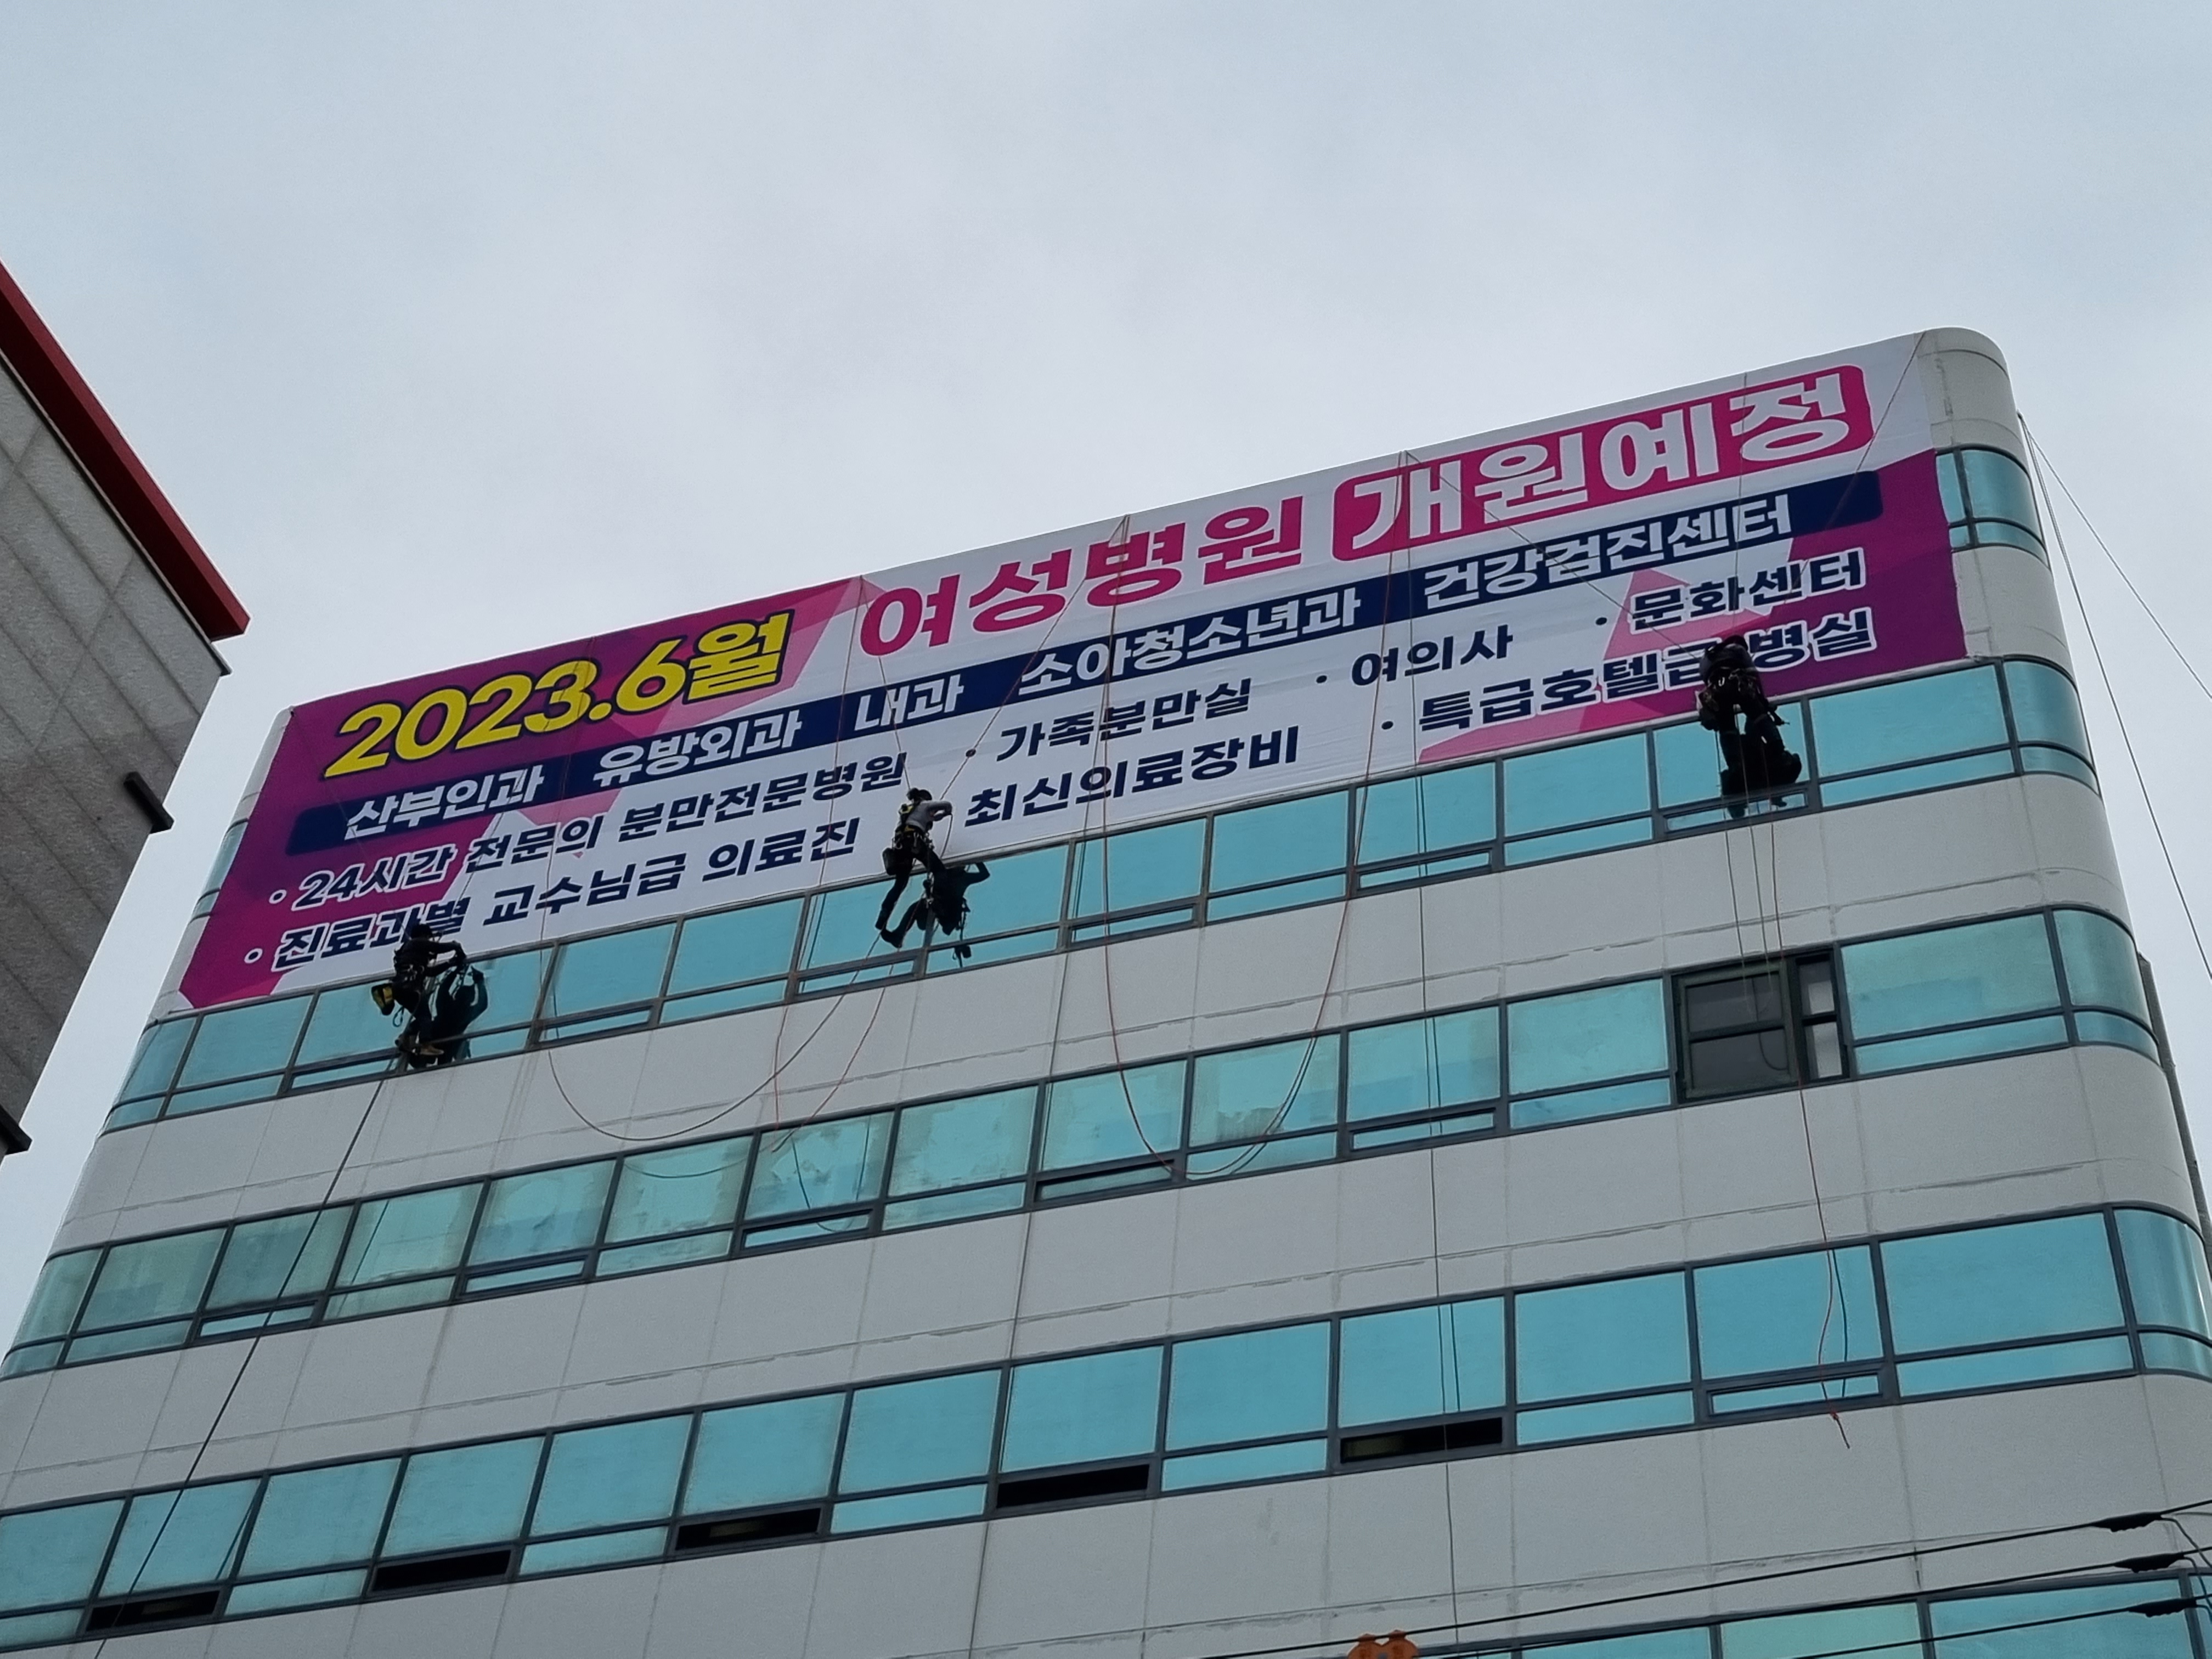 2023.6월 여성병원 개원예정
산부인과 유방외과 내과 소아청소년과 건강검진센터
· 24시간 전문의 분만전문병원 · 가족분만실 · 여의사 · 문화센터
· 진료과별 교수님급 의료진 · 최신의료장비 · 특급호텔급 병실